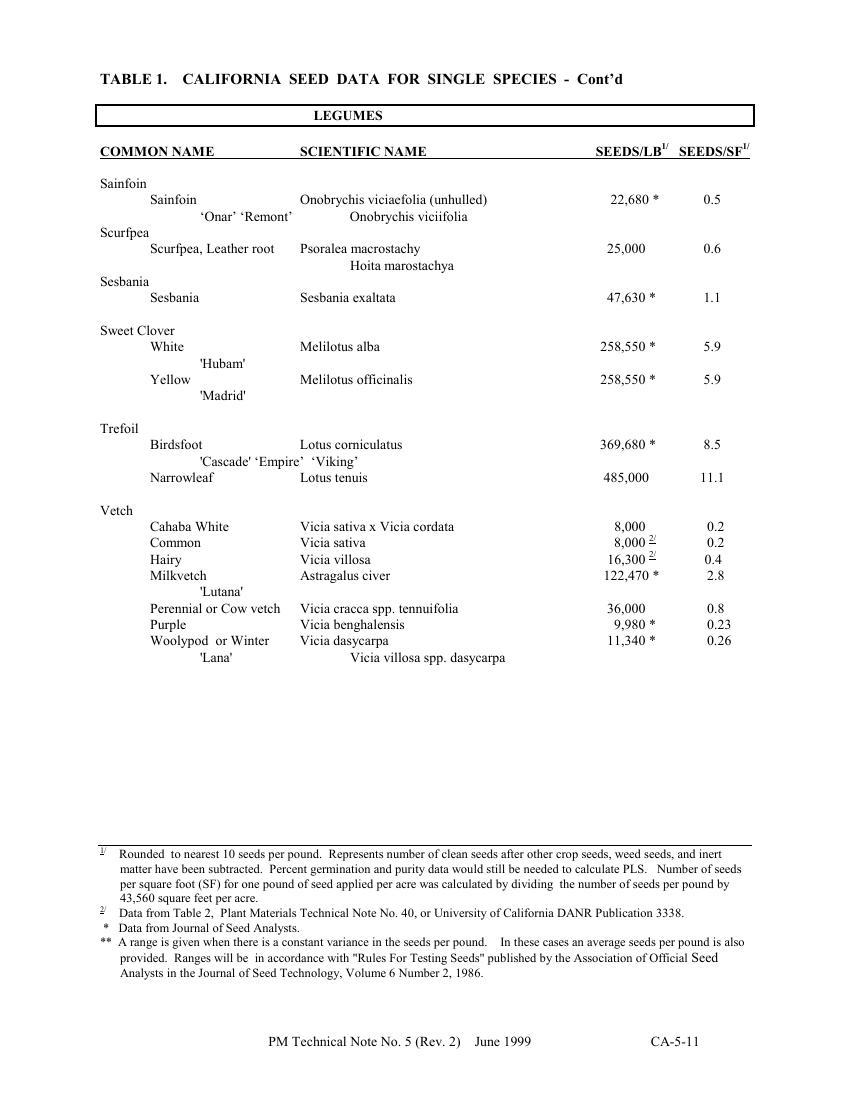 TABLE 1. CALIFORNIA SEED DATA FOR SINGLE SPECIES - Cont’d
LEGUMES
COMMON NAME SCIENTIFIC NAME SEEDS/LB1/ SEEDS/SF1/
Sainfoin
Sainfoin Onobrychis viciaefolia (unhulled) 22,680 * 0.5
‘Onar’ ‘Remont’ Onobrychis viciifolia
Scurfpea
Scurfpea, Leather root Psoralea macrostachy 25,000 0.6
Hoita marostachya
Sesbania
Sesbania Sesbania exaltata 47,630 * 1.1
Sweet Clover
White Melilotus alba 258,550 * 5.9
'Hubam'
Yellow Melilotus officinalis 258,550 * 5.9
'Madrid'
Trefoil
Birdsfoot Lotus corniculatus 369,680 * 8.5
'Cascade' ‘Empire’ ‘Viking’
Narrowleaf Lotus tenuis 485,000 11.1
Vetch
Cahaba White Vicia sativa x Vicia cordata 8,000 0.2
Common Vicia sativa 8,000 2/ 0.2
Hairy Vicia villosa 16,300 2/ 0.4
Milkvetch Astragalus civer 122,470 * 2.8
'Lutana'
Perennial or Cow vetch Vicia cracca spp. tennuifolia 36,000 0.8
Purple Vicia benghalensis 9,980 * 0.23
Woolypod or Winter Vicia dasycarpa 11,340 * 0.26
'Lana' Vicia villosa spp. dasycarpa
1/ Rounded to nearest 10 seeds per pound. Represents number of clean seeds after other crop seeds, weed seeds, and inert
matter have been subtracted. Percent germination and purity data would still be needed to calculate PLS. Number of seeds
per square foot (SF) for one pound of seed applied per acre was calculated by dividing the number of seeds per pound by
43,560 square feet per acre.
2/ Data from Table 2, Plant Materials Technical Note No. 40, or University of California DANR Publication 3338.
* Data from Journal of Seed Analysts.
** A range is given when there is a constant variance in the seeds per pound. In these cases an average seeds per pound is also
provided. Ranges will be in accordance with "Rules For Testing Seeds" published by the Association of Official Seed
Analysts in the Journal of Seed Technology, Volume 6 Number 2, 1986.
PM Technical Note No. 5 (Rev. 2) June 1999 CA-5-11